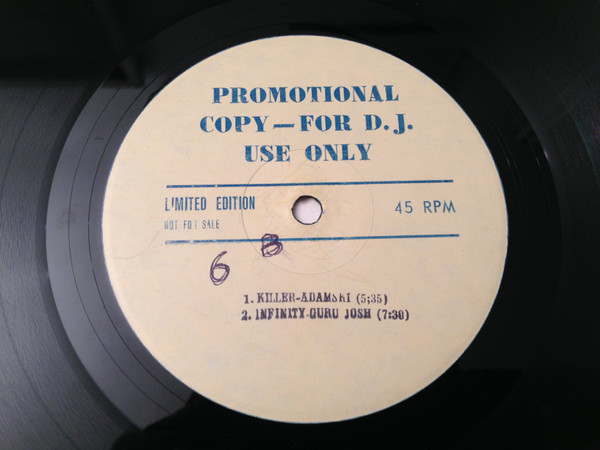 PROMOTIONAL
COPY—FOR D.J.
USE ONLY
LIMITED EDITION
45 RPM
NOT FOR SALE
6 B
1. KILLER-ADAMSKI (5;35)
2. INFINITY-GURU JOSH (7:30)